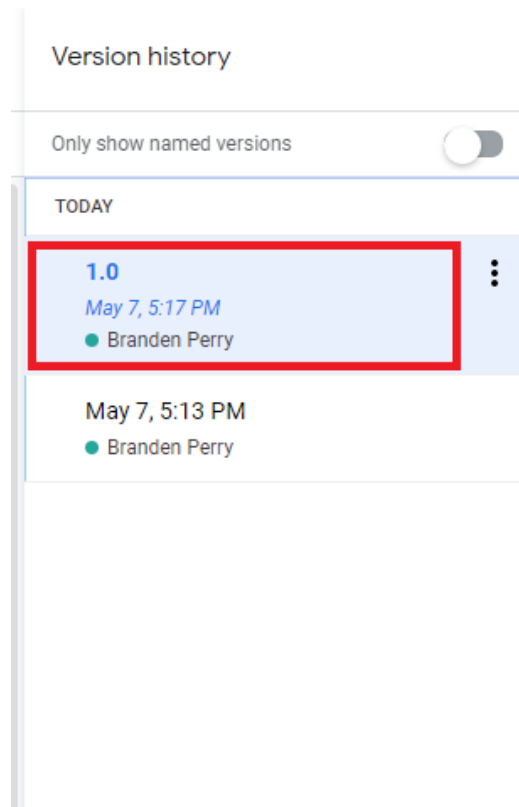 Version history
Only show named versions
TODAY
1.0
May 7, 5:17 PM
Branden Perry
May 7, 5:13 PM
Branden Perry